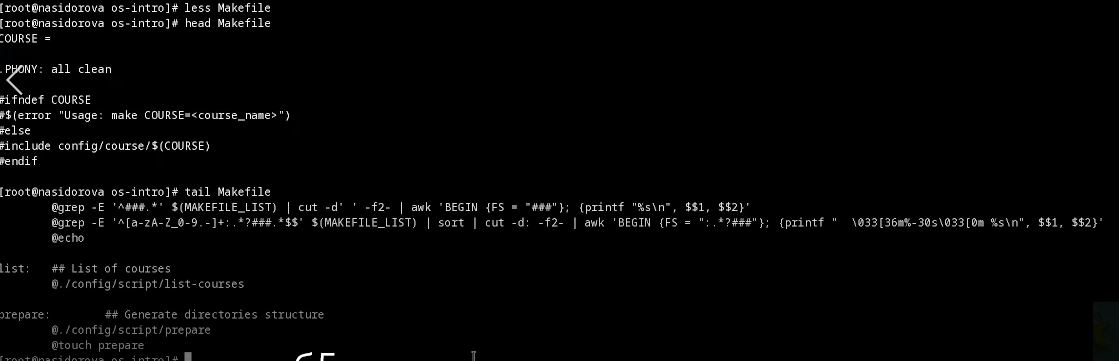 [root@nasidorova os-intro]# less Makefile
[root@nasidorova os-intro]# head Makefile
COURSE =
.PHONY: all clean
#ifndef COURSE
#$(error "Usage: make COURSE=<course_name>")
#else
#include config/course/$(COURSE)
#endif
[root@nasidorova os-intro]# tail Makefile
@grep -E '^###.*' $(MAKEFILE_LIST) | cut -d' ' -f2- | awk 'BEGIN {FS = "###"}; {printf "%s\n", $$1, $$2}'
@grep -E '^[a-zA-Z_0-9.-]+:.*?###.*$$' $(MAKEFILE_LIST) | sort | cut -d: -f2- | awk 'BEGIN {FS = ":.*?###"}; {printf "  \033[36m%-30s\033[0m %s\n", $$1, $$2}'
@echo
list:   ## List of courses
@./config/script/list-courses
prepare:        ## Generate directories structure
@./config/script/prepare
@touch prepare
[root@nasidorova os-intro]#